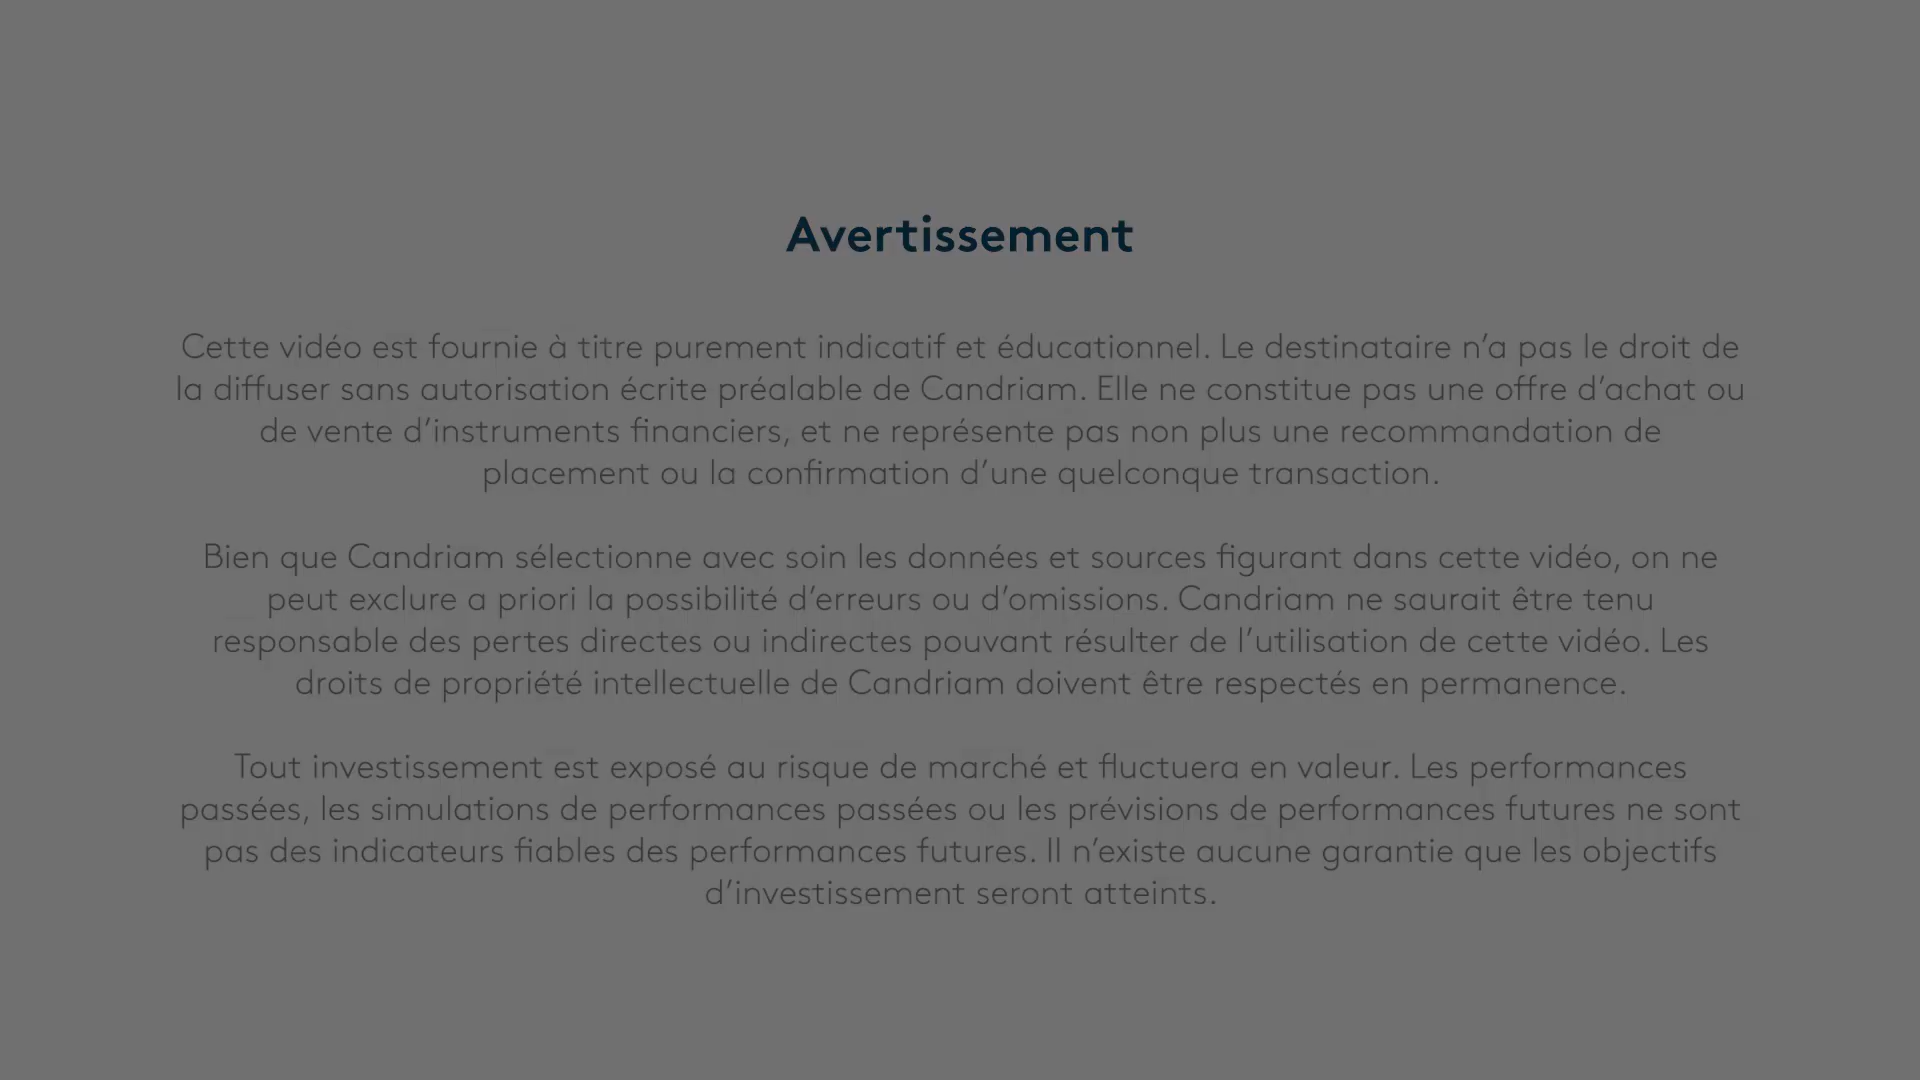 Avertissement
Cette vidéo est fournie à titre purement indicatif et éducationnel. Le destinataire n’a pas le droit de
la diffuser sans autorisation écrite préalable de Candriam. Elle ne constitue pas une offre d’achat ou
de vente d’instruments financiers, et ne représente pas non plus une recommandation de
placement ou la confirmation d’une quelconque transaction.
Bien que Candriam sélectionne avec soin les données et sources figurant dans cette vidéo, on ne
peut exclure a priori la possibilité d’erreurs ou d’omissions. Candriam ne saurait être tenu
responsable des pertes directes ou indirectes pouvant résulter de l’utilisation de cette vidéo. Les
droits de propriété intellectuelle de Candriam doivent être respectés en permanence.
Tout investissement est exposé au risque de marché et fluctuera en valeur. Les performances
passées, les simulations de performances passées ou les prévisions de performances futures ne sont
pas des indicateurs fiables des performances futures. Il n’existe aucune garantie que les objectifs
d’investissement seront atteints.